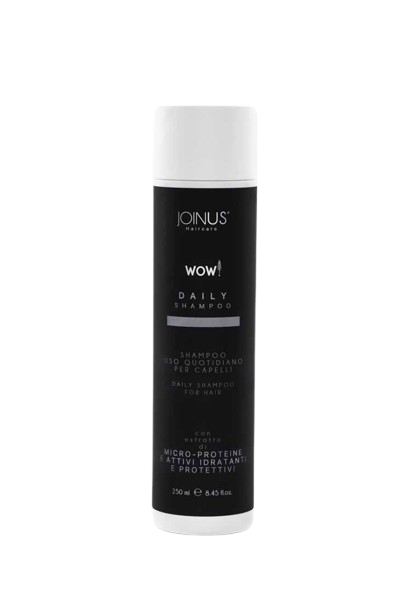 JOINUS®
Haircare
WOW!
DAILY
SHAMPOO
SHAMPOO
USO QUOTIDIANO
PER CAPELLI
DAILY SHAMPOO
FOR HAIR
con
estratto
di
MICRO-PROTEINE
E ATTIVI IDRATANTI
E PROTETTIVI
250 ml ℮ 8.45 fl.oz.